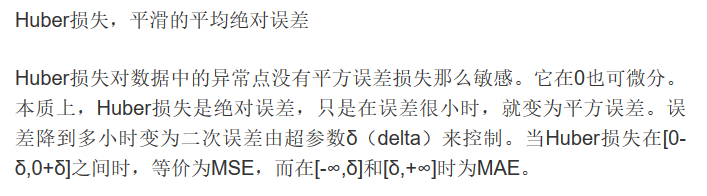 Huber损失，平滑的平均绝对误差
Huber损失对数据中的异常点没有平方误差损失那么敏感。它在0也可微分。
本质上，Huber损失是绝对误差，只是在误差很小时，就变为平方误差。误
差降到多小时变为二次误差由超参数δ（delta）来控制。当Huber损失在[0-
δ,0+δ]之间时，等价为MSE，而在[-∞,δ]和[δ,+∞]时为MAE。